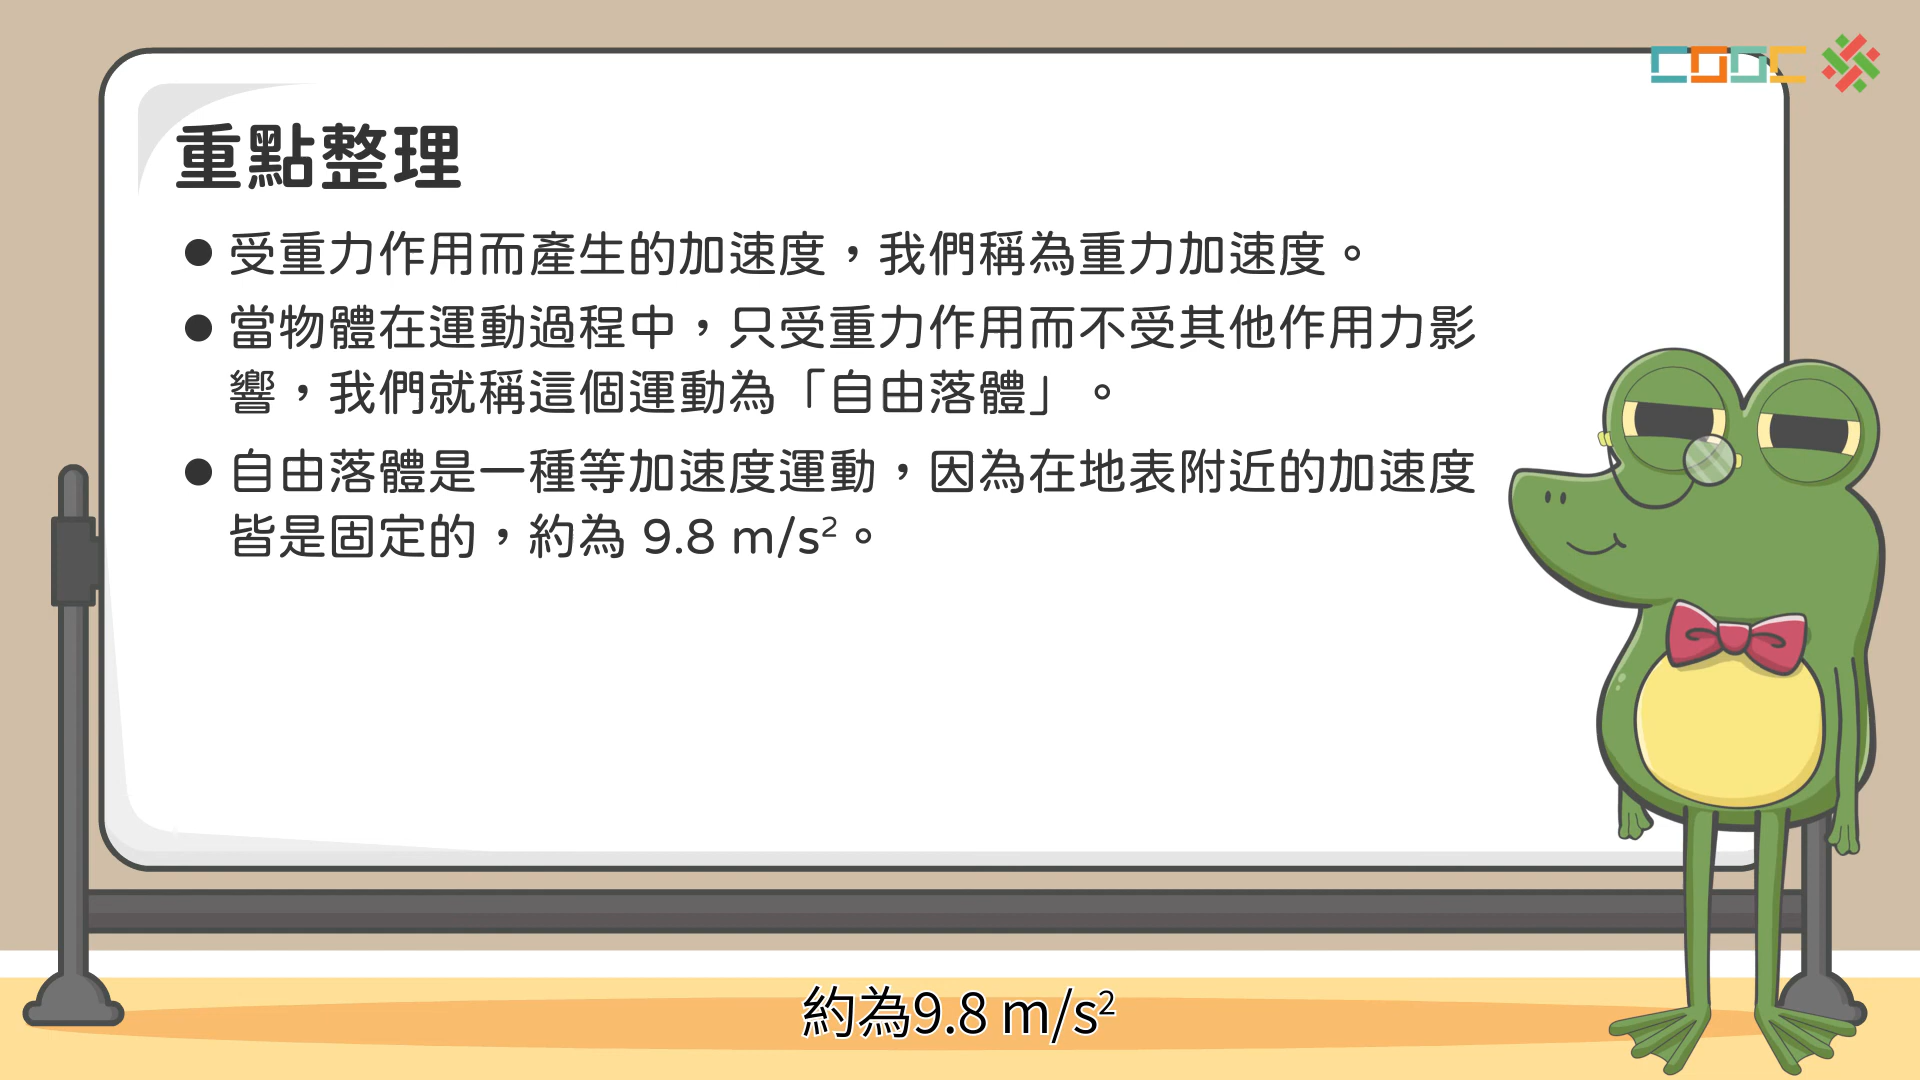 重點整理
● 受重力作用而產生的加速度，我們稱為重力加速度。
● 當物體在運動過程中，只受重力作用而不受其他作用力影
響，我們就稱這個運動為「自由落體」。
● 自由落體是一種等加速度運動，因為在地表附近的加速度
皆是固定的，約為 9.8 m/s²。
約為9.8 m/s²